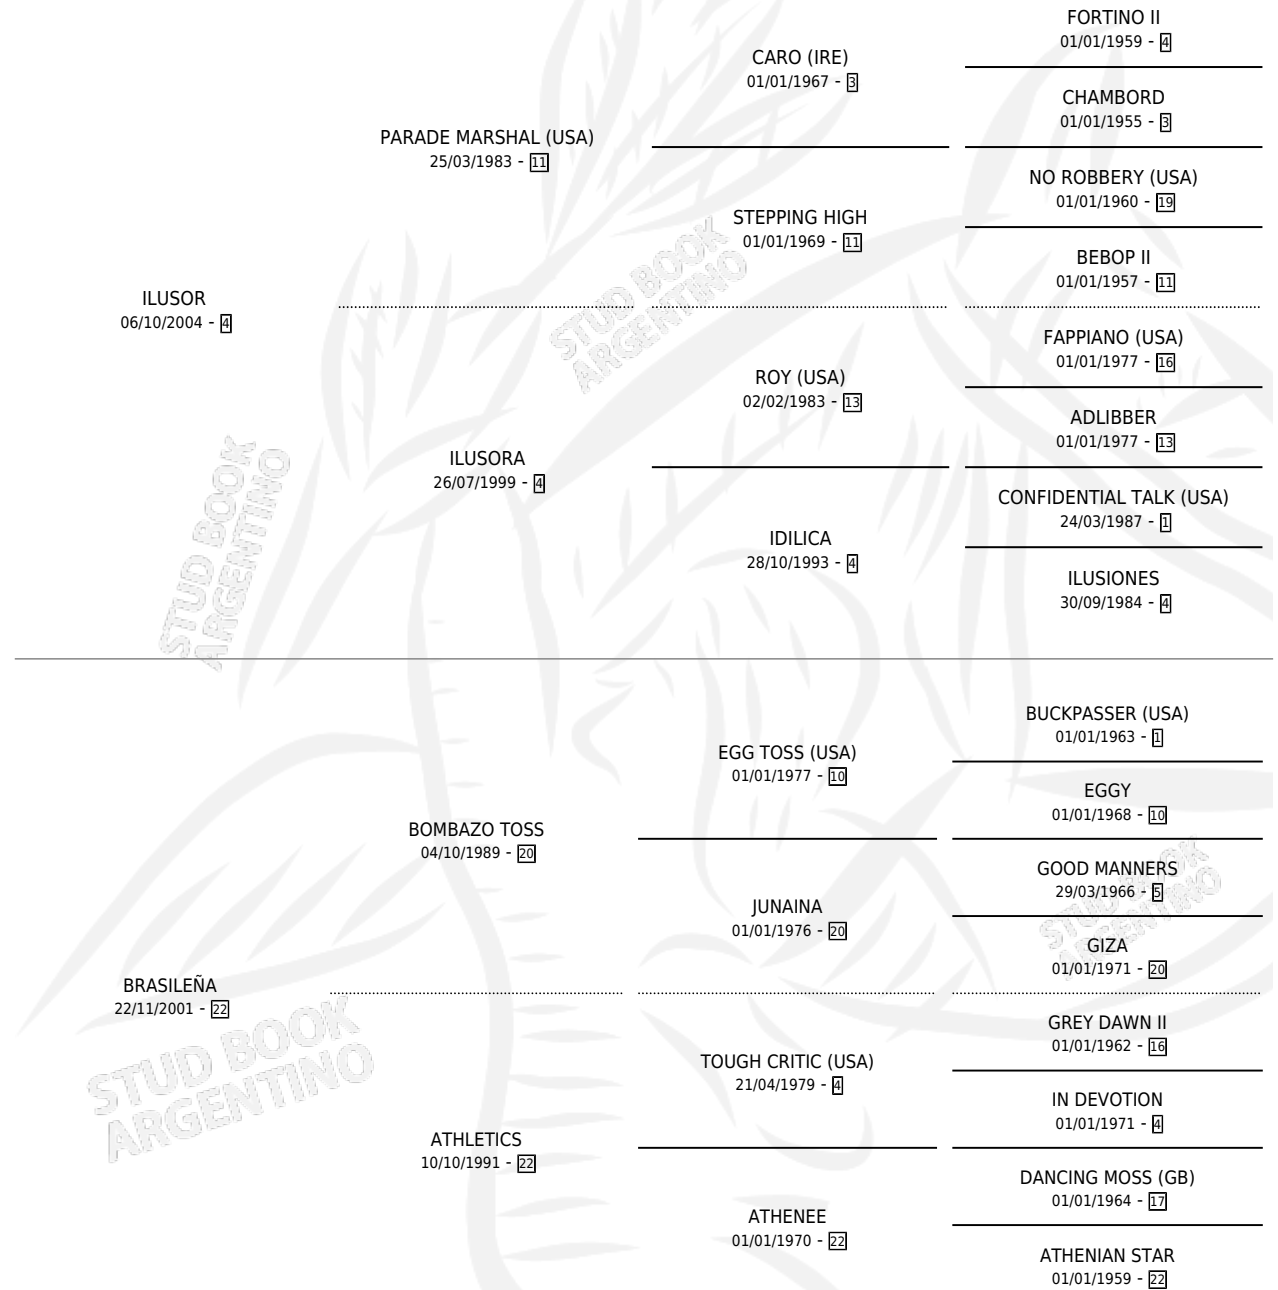 FORTINO II
01/01/1959 - 4
CARO (IRE)
01/01/1967 - 3
CHAMBORD
01/01/1955 - 3
PARADE MARSHAL (USA)
25/03/1983 - 11
NO ROBBERY (USA)
01/01/1960 - 19
STEPPING HIGH
01/01/1969 - 11
BEBOP II
01/01/1957 - 11
ILUSOR
06/10/2004 - 4
FAPPIANO (USA)
01/01/1977 - 16
ROY (USA)
02/02/1983 - 13
ADLIBBER
01/01/1977 - 13
ILUSORA
26/07/1999 - 4
CONFIDENTIAL TALK (USA)
24/03/1987 - 1
IDILICA
28/10/1993 - 4
ILUSIONES
30/09/1984 - 4
BUCKPASSER (USA)
01/01/1963 - 1
EGG TOSS (USA)
01/01/1977 - 10
EGGY
01/01/1968 - 10
BOMBAZO TOSS
04/10/1989 - 20
GOOD MANNERS
29/03/1966 - 5
JUNAINA
01/01/1976 - 20
GIZA
01/01/1971 - 20
BRASILEÑA
22/11/2001 - 22
GREY DAWN II
01/01/1962 - 16
TOUGH CRITIC (USA)
21/04/1979 - 4
IN DEVOTION
01/01/1971 - 4
ATHLETICS
10/10/1991 - 22
DANCING MOSS (GB)
01/01/1964 - 17
ATHENEE
01/01/1970 - 22
ATHENIAN STAR
01/01/1959 - 22
STUD BOOK
ARGENTINO
STUD BOOK
ARGENTINO
STUD BOOK
ARGENTINO
STUD BOOK
ARGENTINO